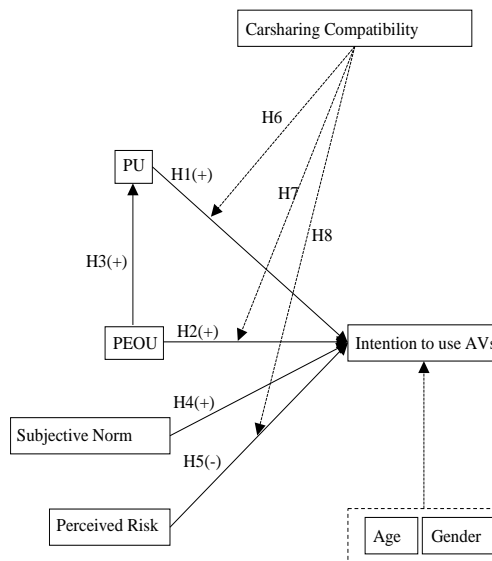 Carsharing Compatibility
H6
PU
H1(+)
H7
H8
H3(+)
PEOU
H2(+)
Intention to use AVs
H4(+)
Subjective Norm
H5(-)
Perceived Risk
Age
Gender